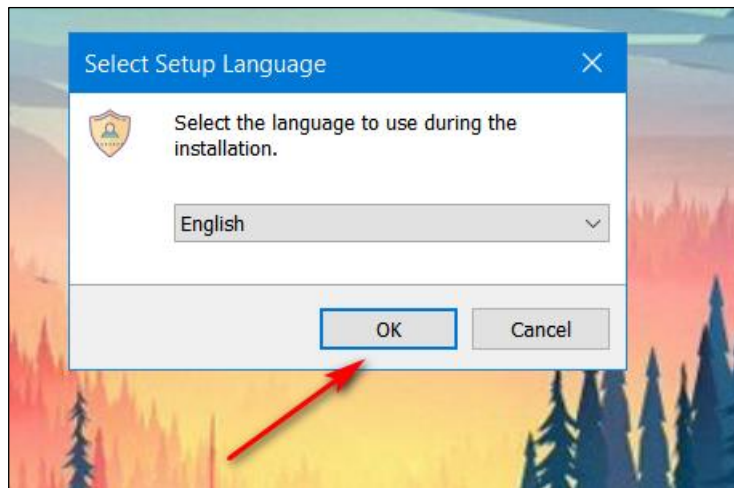 Select Setup Language
Select the language to use during the
installation.
English
OK
Cancel